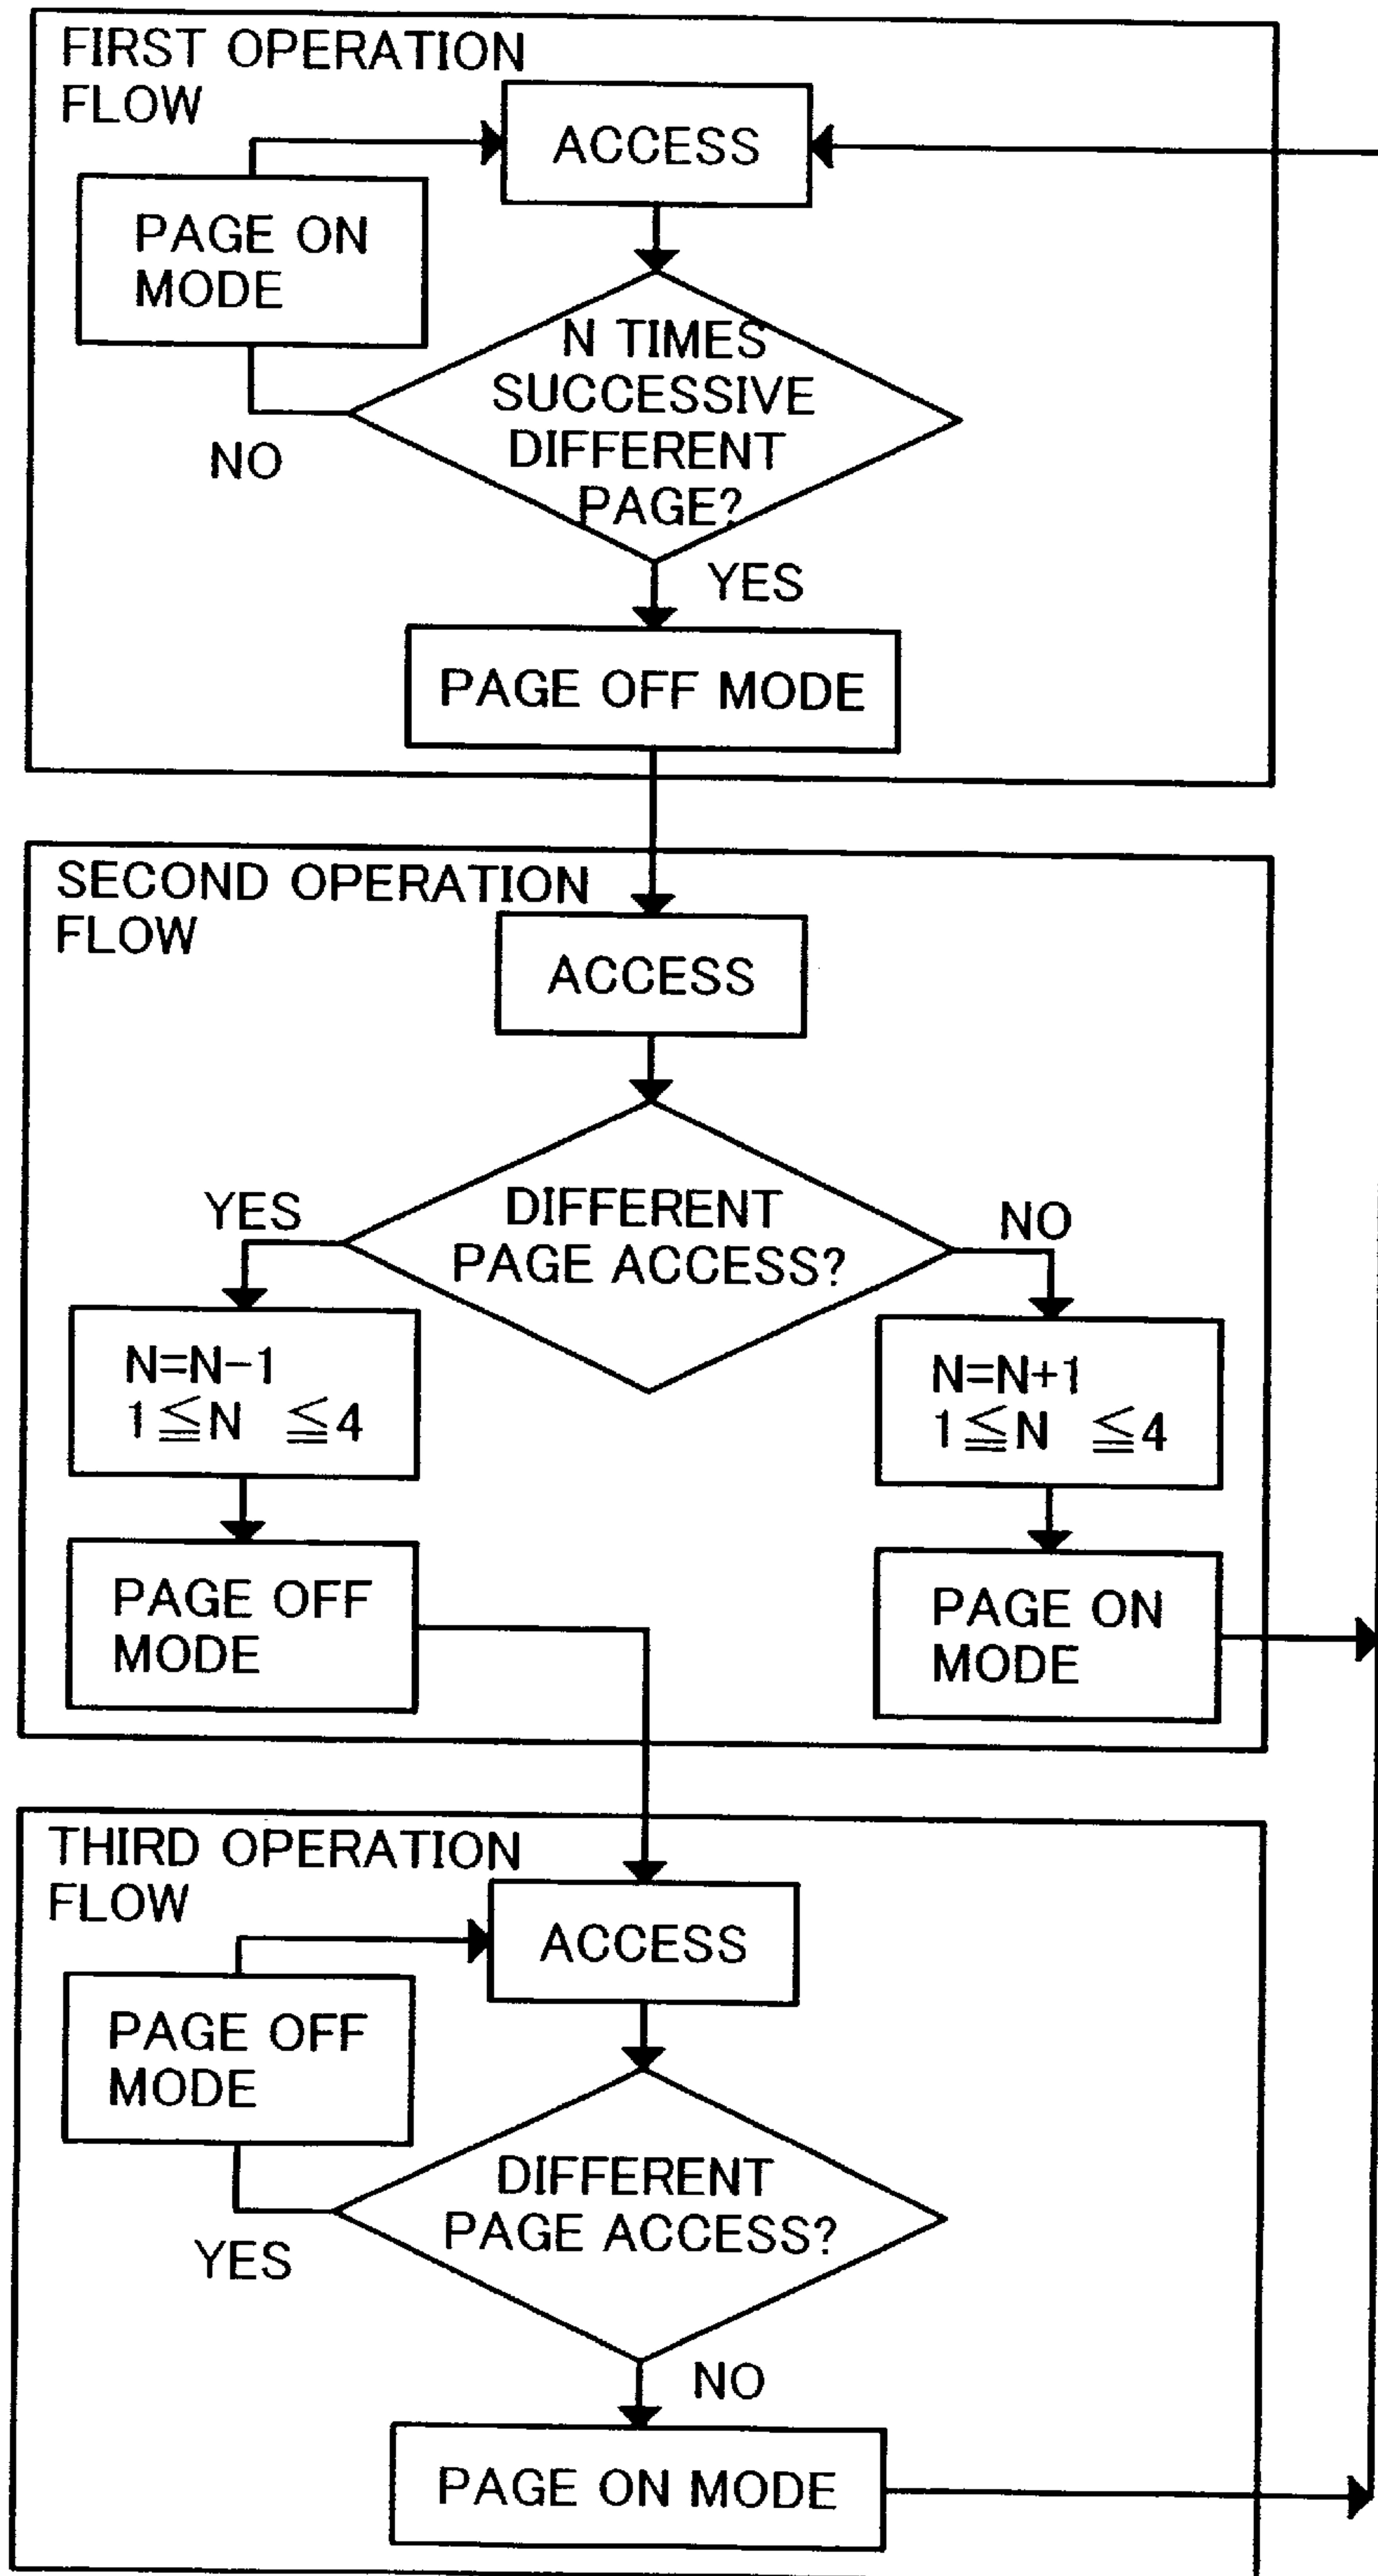 FIRST OPERATION
FLOW
ACCESS
PAGE ON
MODE
N TIMES
SUCCESSIVE
DIFFERENT
PAGE?
NO
YES
PAGE OFF MODE
SECOND OPERATION
FLOW
ACCESS
DIFFERENT
PAGE ACCESS?
YES
NO
N=N-1
1≦N ≦4
N=N+1
1≦N ≦4
PAGE OFF
MODE
PAGE ON
MODE
THIRD OPERATION
FLOW
ACCESS
PAGE OFF
MODE
DIFFERENT
PAGE ACCESS?
YES
NO
PAGE ON MODE